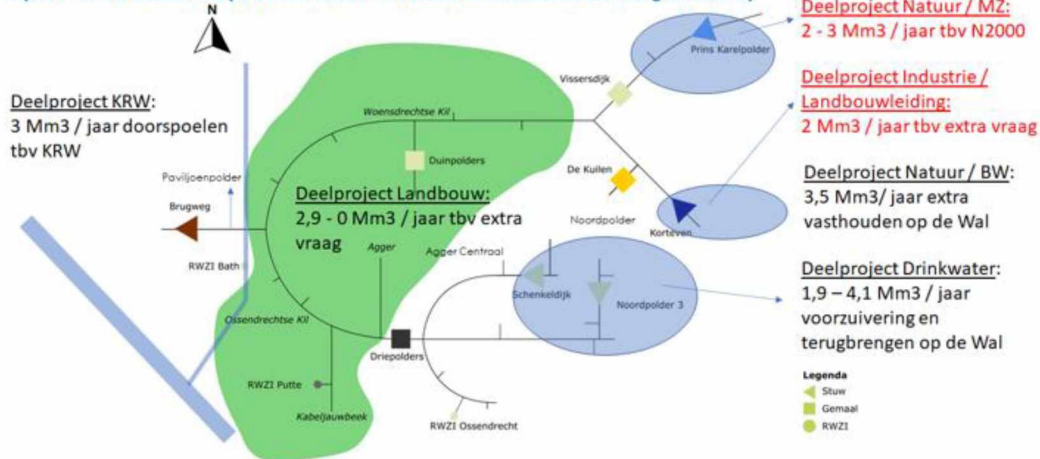 N
Deelproject Natuur / MZ:
2 - 3 Mm3 / jaar tbv N2000
Prins Karelpolder
Vissersdijk
Deelproject Industrie /
Landbouwleiding:
2 Mm3 / jaar tbv extra vraag
Deelproject KRW:
3 Mm3 / jaar doorspoelen
tbv KRW
Woensdrechtse Kil
Duinpolders
De Kuilen
Deelproject Natuur / BW:
3,5 Mm3/ jaar extra
vasthouden op de Wal
Paviljoenpolder
Brugweg
Deelproject Landbouw:
2,9 - 0 Mm3 / jaar tbv extra
vraag
Noordpolder
Korteven
Agger
Agger Centraal
RWZI Bath
Schenkeldijk
Noordpolder 3
Deelproject Drinkwater:
1,9 – 4,1 Mm3 / jaar
voorzuivering en
terugbrengen op de Wal
Ossendrechtse Kil
Driepolders
RWZI Putte
Kabeljauwbeek
RWZI Ossendrecht
Legenda
Stuw
Gemaal
RWZI